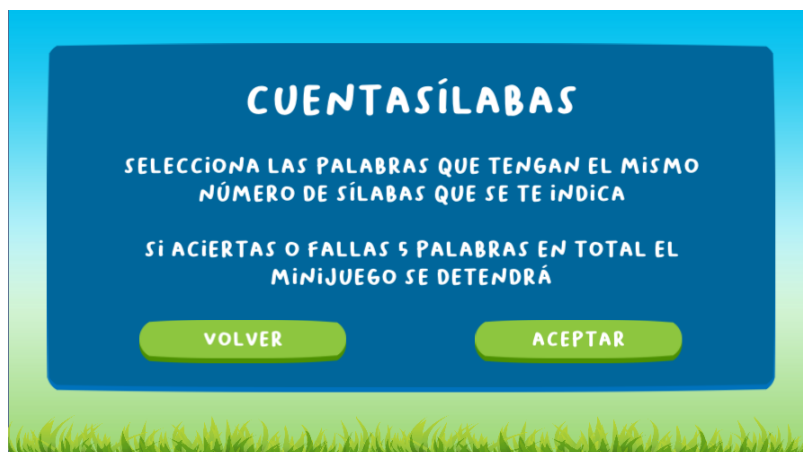 CUENTASÍLABAS
SELECCIONA LAS PALABRAS QUE TENGAN EL MISMO
NÚMERO DE SÍLABAS QUE SE TE INDICA
SI ACIERTAS O FALLAS 5 PALABRAS EN TOTAL EL
MINIJUEGO SE DETENDRÁ
VOLVER
ACEPTAR